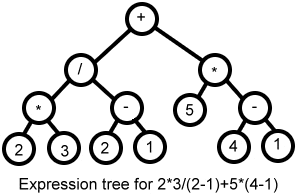 +
/ *
* - 5 -
2 3 2 1 4 1
Expression tree for 2*3/(2-1)+5*(4-1)